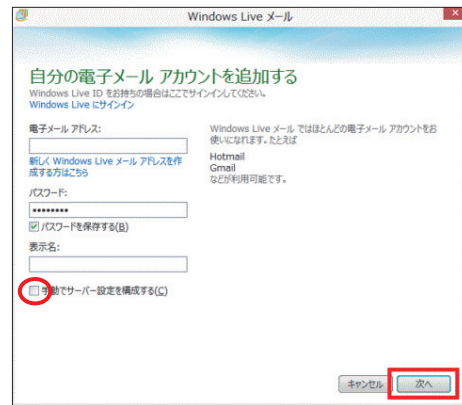 Windows Live メール
自分の電子メール アカウントを追加する
Windows Live ID をお持ちの場合はここでサインインしてください。
Windows Live にサインイン
電子メール アドレス:
新しく Windows Live メール アドレスを作
成する方はこちら
パスワード:
••••••••
パスワードを保存する(B)
表示名:
手動でサーバー設定を構成する(C)
Windows Live メール ではほとんどの電子メール アカウントをお
使いになれます。たとえば
Hotmail
Gmail
などが利用可能です。
キャンセル
次へ